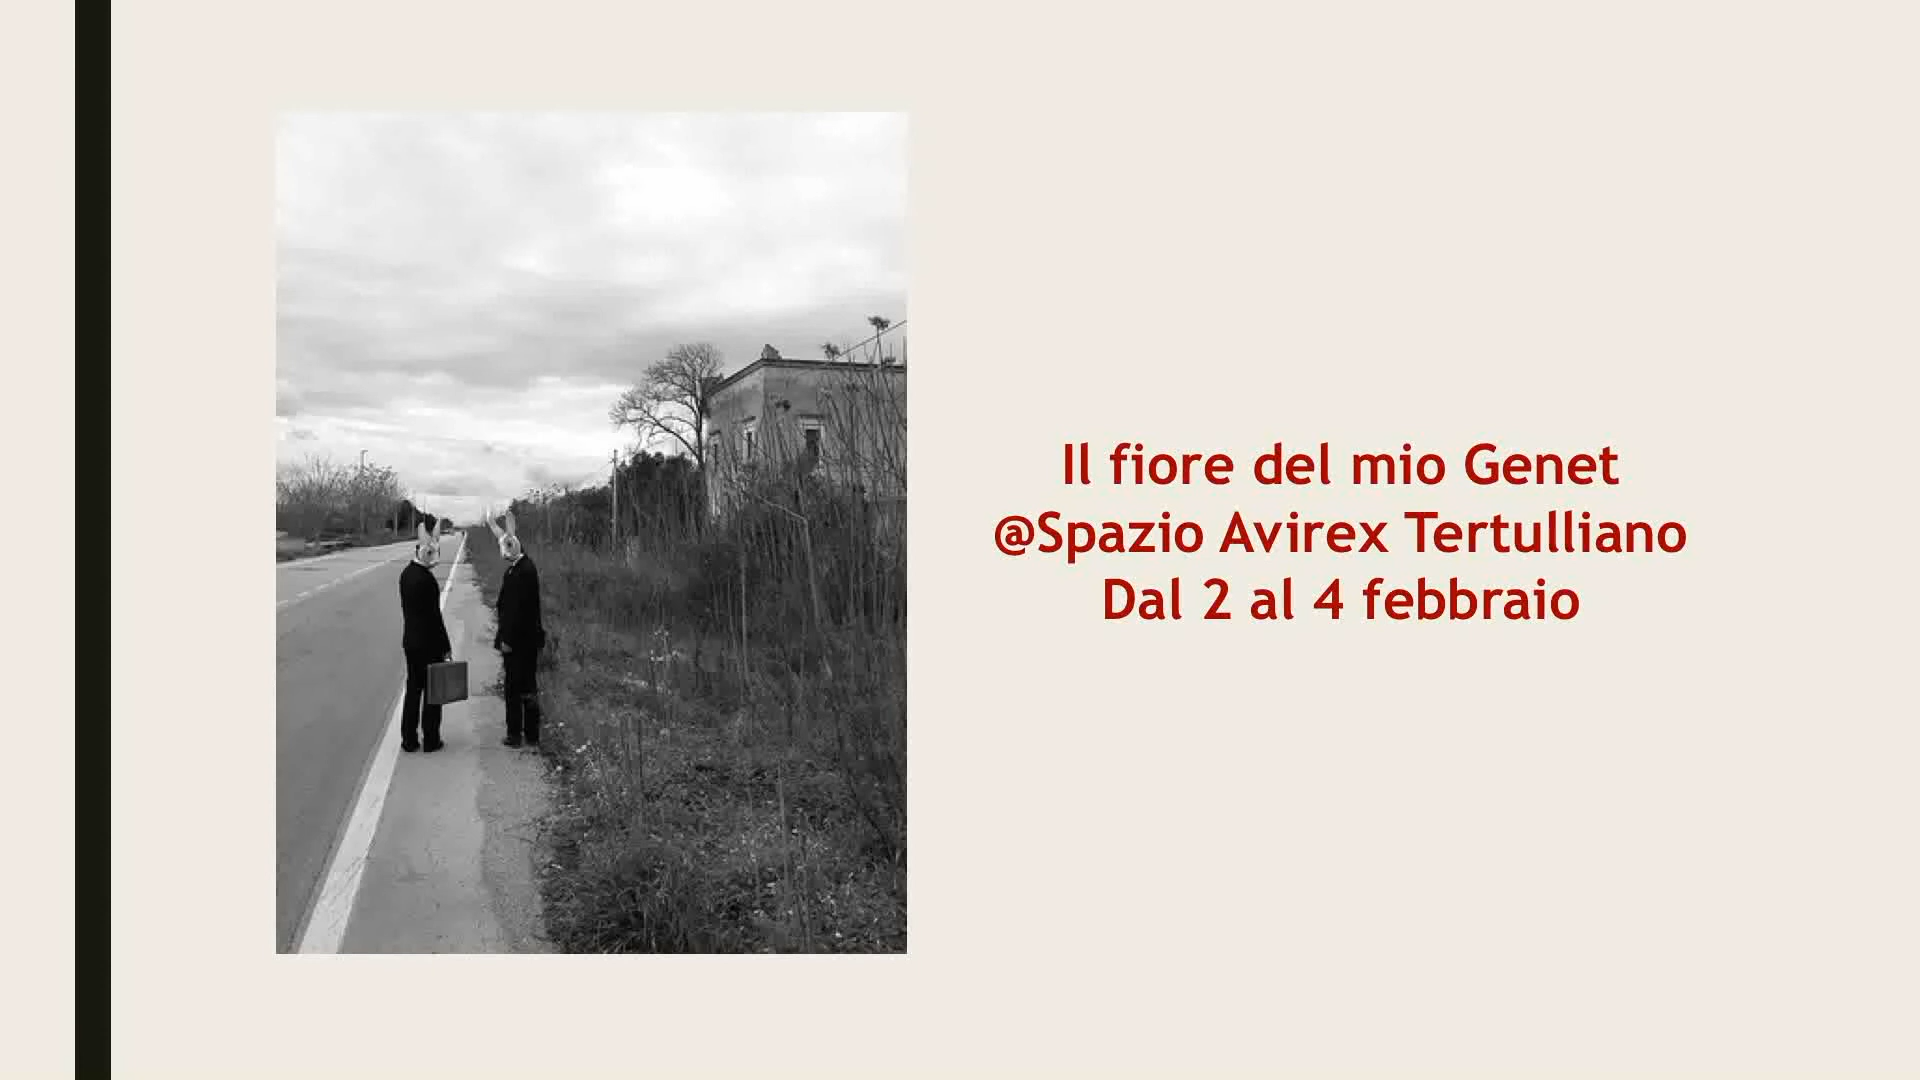 Il fiore del mio Genet
@Spazio Avirex Tertulliano
Dal 2 al 4 febbraio